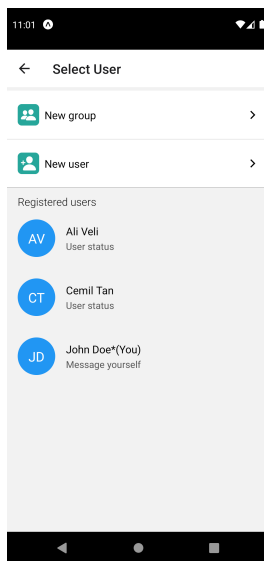 11:01
Select User
New group
New user
Registered users
AV
Ali Veli
User status
CT
Cemil Tan
User status
JD
John Doe*(You)
Message yourself